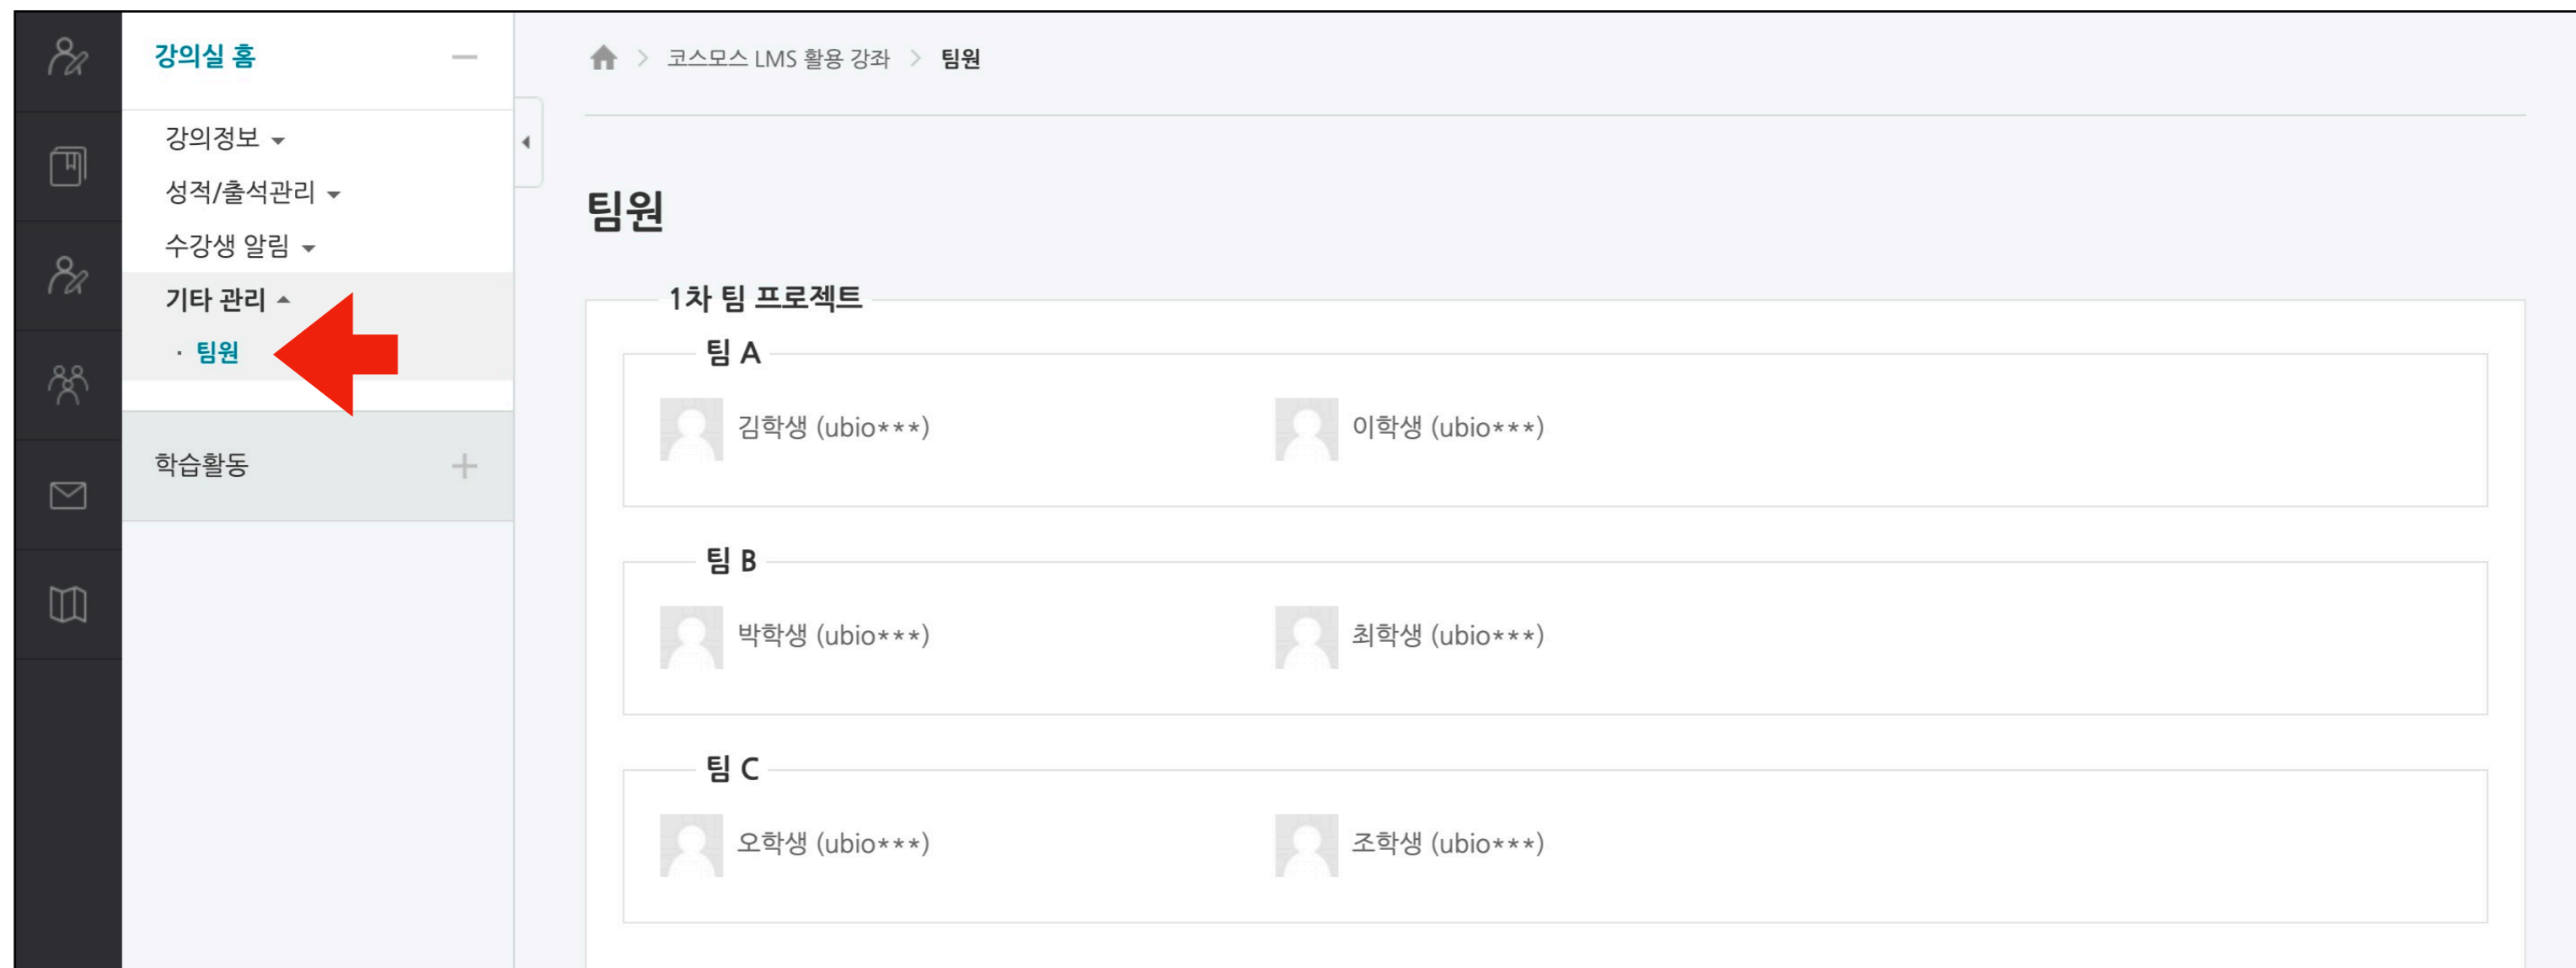 강의실 홈
강의정보
성적/출석관리
수강생 알림
기타 관리
· 팀원
학습활동
코스모스 LMS 활용 강좌 > 팀원
팀원
1차 팀 프로젝트
팀 A
김학생 (ubio***) 이학생 (ubio***)
팀 B
박학생 (ubio***) 최학생 (ubio***)
팀 C
오학생 (ubio***) 조학생 (ubio***)